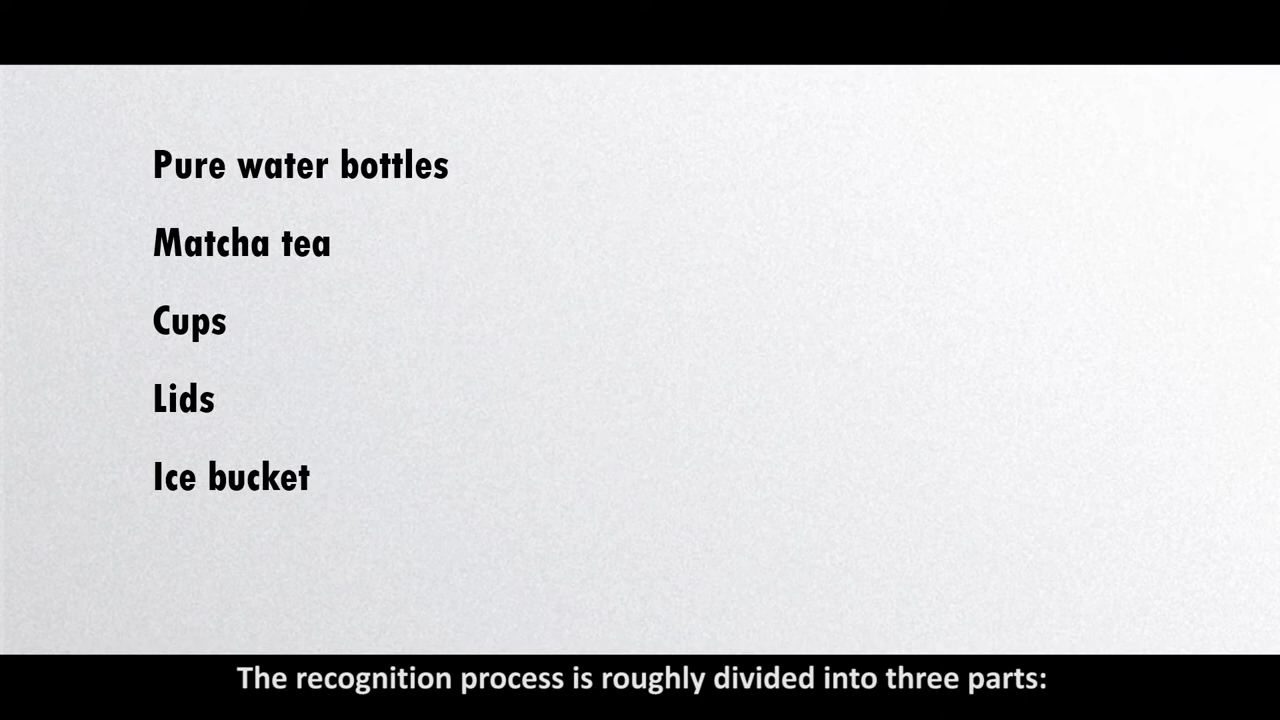 Pure water bottles
Matcha tea
Cups
Lids
Ice bucket
The recognition process is roughly divided into three parts: